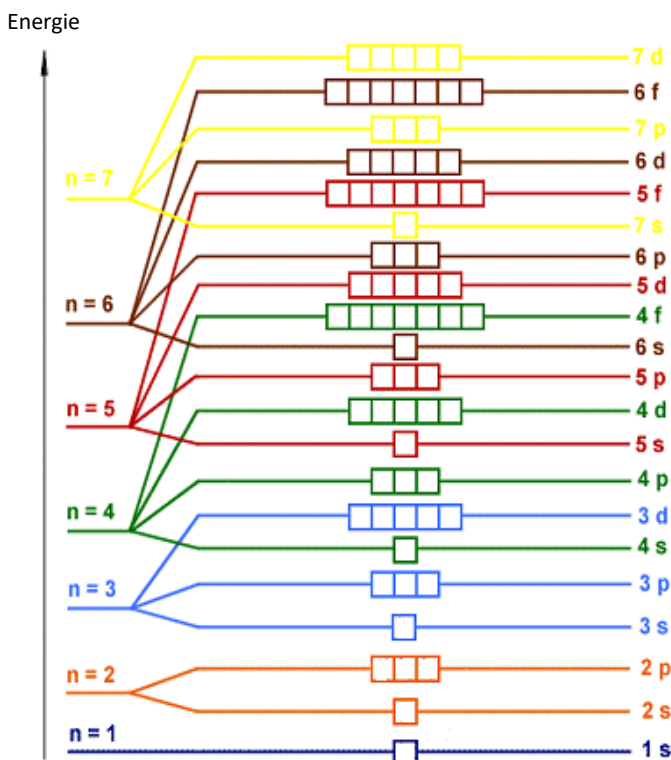 Energie
7 d
6 f
7 p
6 d
n = 7
5 f
7 s
6 p
5 d
n = 6
4 f
6 s
5 p
n = 5
4 d
5 s
4 p
n = 4
3 d
4 s
n = 3
3 p
3 s
n = 2
2 p
2 s
n = 1
1 s